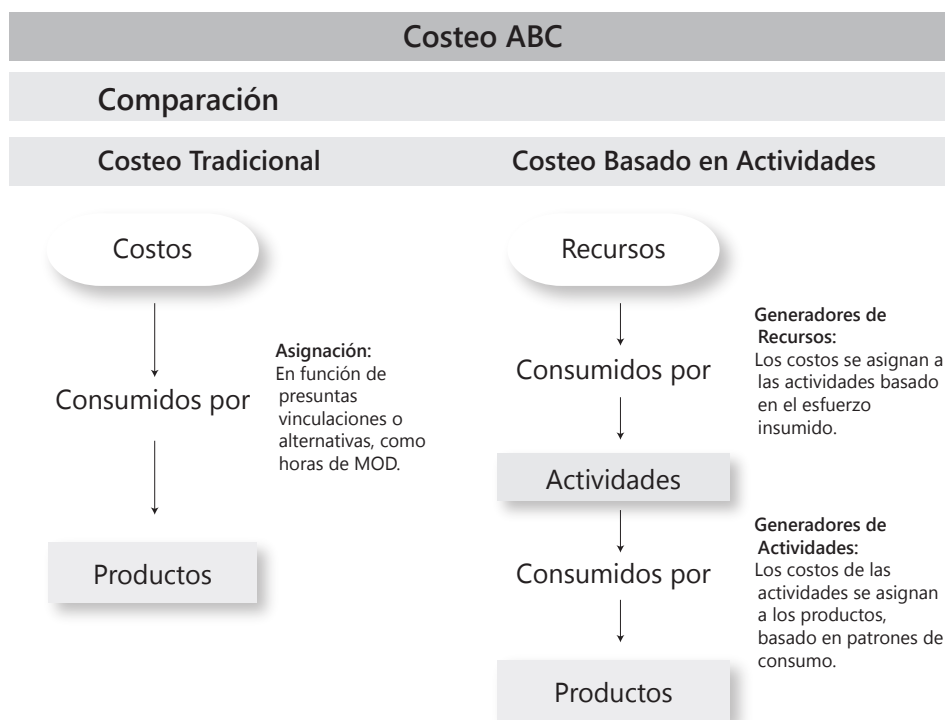 Costeo ABC
Comparación
Costeo Tradicional
Costos
Consumidos por
Asignación:
En función de
presuntas
vinculaciones o
alternativas, como
horas de MOD.
Productos
Costeo Basado en Actividades
Recursos
Consumidos por
Generadores de
Recursos:
Los costos se asignan a
las actividades basado
en el esfuerzo
insumido.
Actividades
Consumidos por
Generadores de
Actividades:
Los costos de las
actividades se asignan
a los productos,
basado en patrones de
consumo.
Productos